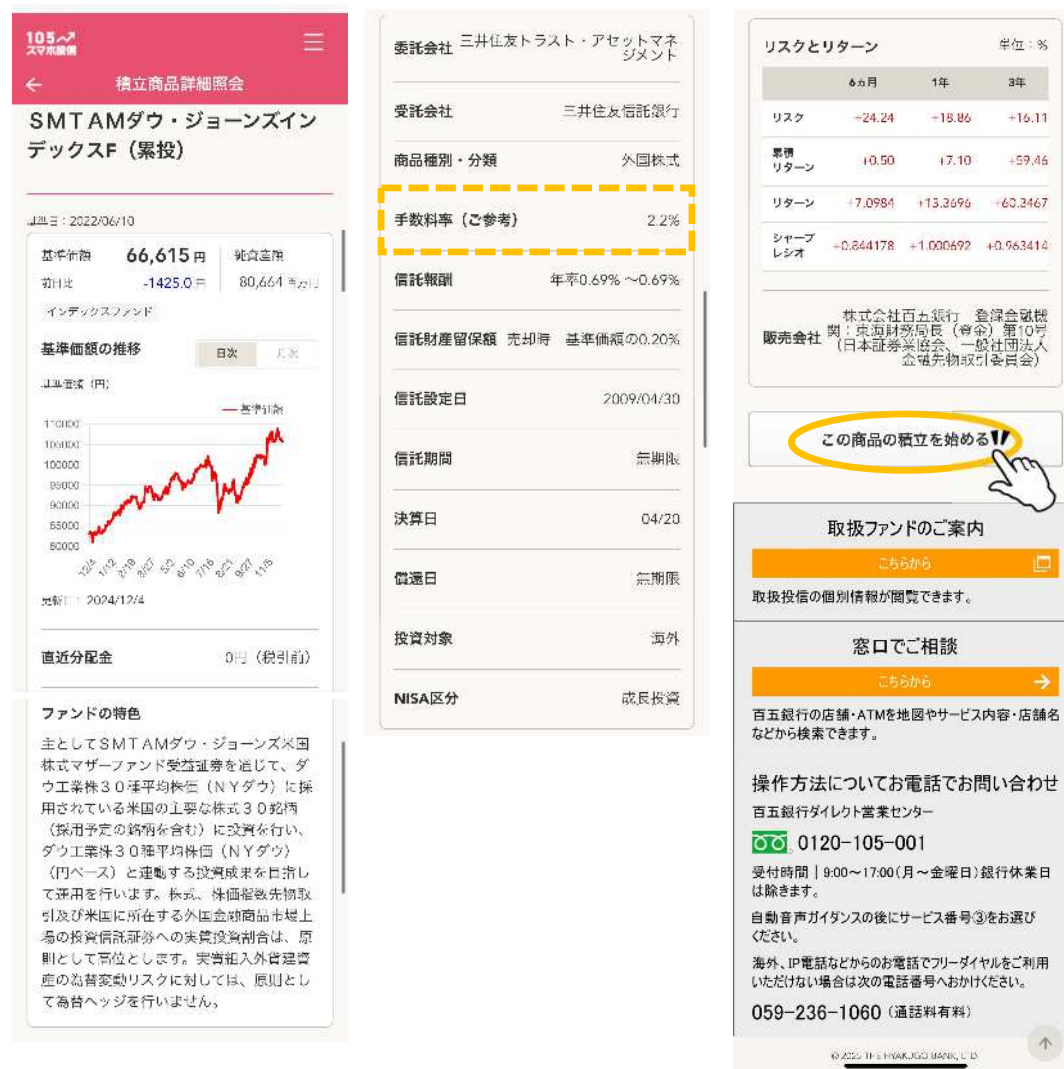 105
スマホ投信
積立商品詳細照会
SMTAMダウ・ジョーンズイン
デックスF（累投）
基準日：2022/06/10
基準価額 66,615 円 純資産額
前日比 -1425.0 円 80,664 百万円
インデックスファンド
基準価額の推移 日次 月次
基準価額（円）
基準価額
110000
105000
100000
95000
90000
85000
80000
12/4 1/12 2/18 3/27 5/2 6/10 7/16 8/21 9/27 11/5
更新日：2024/12/4
直近分配金 0円（税引前）
ファンドの特色
主としてSMTAMダウ・ジョーンズ米国
株式マザーファンド受益証券を通じて、ダ
ウ工業株30種平均株価（NYダウ）に採
用されている米国の主要な株式30銘柄
（採用予定の銘柄を含む）に投資を行い、
ダウ工業株30種平均株価（NYダウ）
（円ベース）と連動する投資成果を目指し
て運用を行います。株式、株価指数先物取
引及び米国に所在する外国金融商品市場上
場の投資信託証券への実質投資割合は、原
則として高位とします。実質組入外貨建資
産の為替変動リスクに対しては、原則とし
て為替ヘッジを行いません。
委託会社 三井住友トラスト・アセットマネ
ジメント
受託会社 三井住友信託銀行
商品種別・分類 外国株式
手数料率（ご参考） 2.2%
信託報酬 年率0.69% ～0.69%
信託財産留保額 売却時 基準価額の0.20%
信託設定日 2009/04/30
信託期間 無期限
決算日 04/20
償還日 無期限
投資対象 海外
NISA区分 成長投資
リスクとリターン 単位：%
6ヵ月 1年 3年
リスク +24.24 +18.86 +16.11
累積
リターン +0.50 +7.10 +59.46
リターン +7.0984 +13.3696 +60.3467
シャープ
レシオ +0.844178 +1.000692 +0.963414
販売会社 株式会社百五銀行 登録金融機
関：東海財務局長（登金）第10号
（日本証券業協会、一般社団法人
金融先物取引委員会）
この商品の積立を始める
取扱ファンドのご案内
こちらから
取扱投信の個別情報が閲覧できます。
窓口でご相談
こちらから
百五銀行の店舗・ATMを地図やサービス内容・店舗名
などから検索できます。
操作方法についてお電話でお問い合わせ
百五銀行ダイレクト営業センター
0120-105-001
受付時間｜9:00～17:00(月～金曜日)銀行休業日
は除きます。
自動音声ガイダンスの後にサービス番号③をお選び
ください。
海外、IP電話などからのお電話でフリーダイヤルをご利用
いただけない場合は次の電話番号へおかけください。
059-236-1060（通話料有料）
© 2025 THE HYAKUGO BANK, LTD.